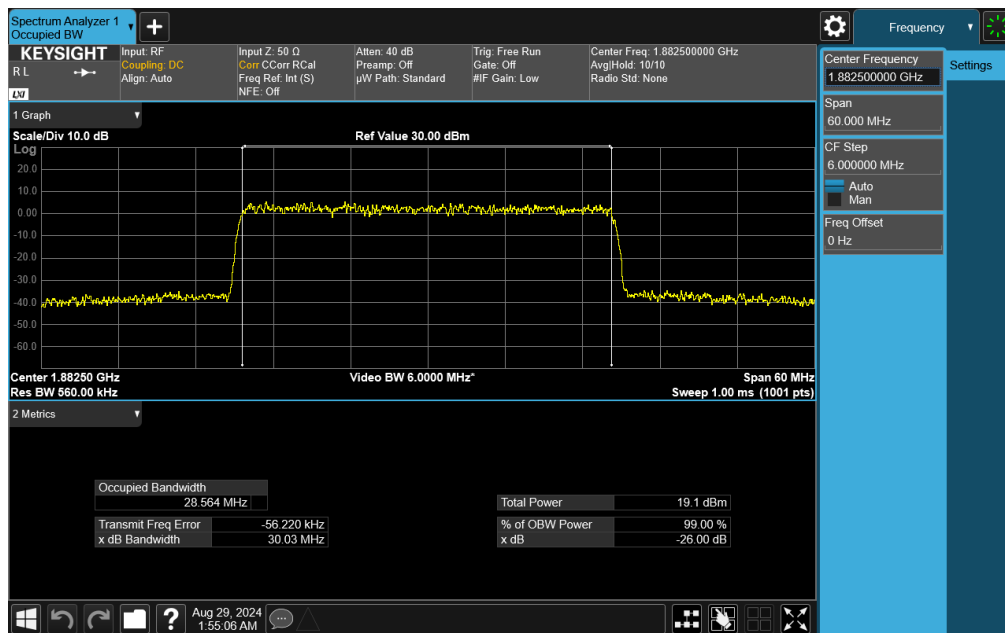 Spectrum Analyzer 1
Occupied BW
Frequency
KEYSIGHT
R L
LXI
Input: RF
Coupling: DC
Align: Auto
Input Z: 50 Ω
Corr CCorr RCal
Freq Ref: Int (S)
NFE: Off
Atten: 40 dB
Preamp: Off
µW Path: Standard
Trig: Free Run
Gate: Off
#IF Gain: Low
Center Freq: 1.882500000 GHz
Avg|Hold: 10/10
Radio Std: None
Center Frequency
1.882500000 GHz
Settings
Span
60.000 MHz
CF Step
6.000000 MHz
Auto
Man
Freq Offset
0 Hz
1 Graph
Scale/Div 10.0 dB
Ref Value 30.00 dBm
Log
20.0
10.0
0.00
-10.0
-20.0
-30.0
-40.0
-50.0
-60.0
Center 1.88250 GHz
Video BW 6.0000 MHz*
Span 60 MHz
Res BW 560.00 kHz
Sweep 1.00 ms (1001 pts)
2 Metrics
Occupied Bandwidth
28.564 MHz
Total Power 19.1 dBm
Transmit Freq Error -56.220 kHz
% of OBW Power 99.00 %
x dB Bandwidth 30.03 MHz
x dB -26.00 dB
?
Aug 29, 2024
1:55:06 AM